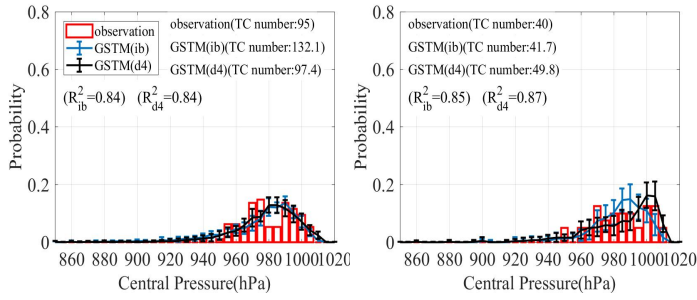 0.8
observation
GSTM(ib)
GSTM(d4)
observation(TC number:95)
GSTM(ib)(TC number:132.1)
GSTM(d4)(TC number:97.4)
(R²ib=0.84) (R²d4=0.84)
0.6
0.4
0.2
0
Probability
860 880 900 920 940 960 980 1000 1020
Central Pressure(hPa)
0.8
observation(TC number:40)
GSTM(ib)(TC number:41.7)
GSTM(d4)(TC number:49.8)
(R²ib=0.85) (R²d4=0.87)
0.6
0.4
0.2
0
Probability
860 880 900 920 940 960 980 1000 1020
Central Pressure(hPa)